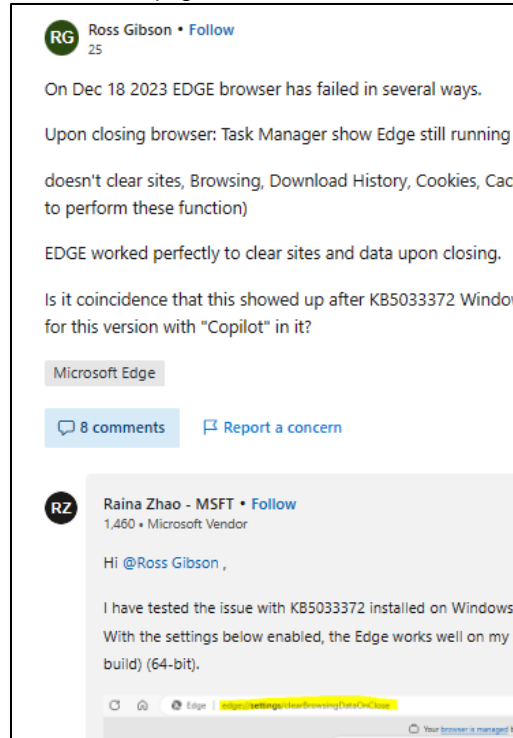 RG
Ross Gibson • Follow
25
On Dec 18 2023 EDGE browser has failed in several ways.
Upon closing browser: Task Manager show Edge still running
doesn't clear sites, Browsing, Download History, Cookies, Cac
to perform these function)
EDGE worked perfectly to clear sites and data upon closing.
Is it coincidence that this showed up after KB5033372 Window
for this version with "Copilot" in it?
Microsoft Edge
8 comments
Report a concern
RZ
Raina Zhao - MSFT • Follow
1,460 • Microsoft Vendor
Hi @Ross Gibson ,
I have tested the issue with KB5033372 installed on Windows
With the settings below enabled, the Edge works well on my
build) (64-bit).
Edge | edge://settings/clearBrowsingDataOnClose
Your browser is managed b